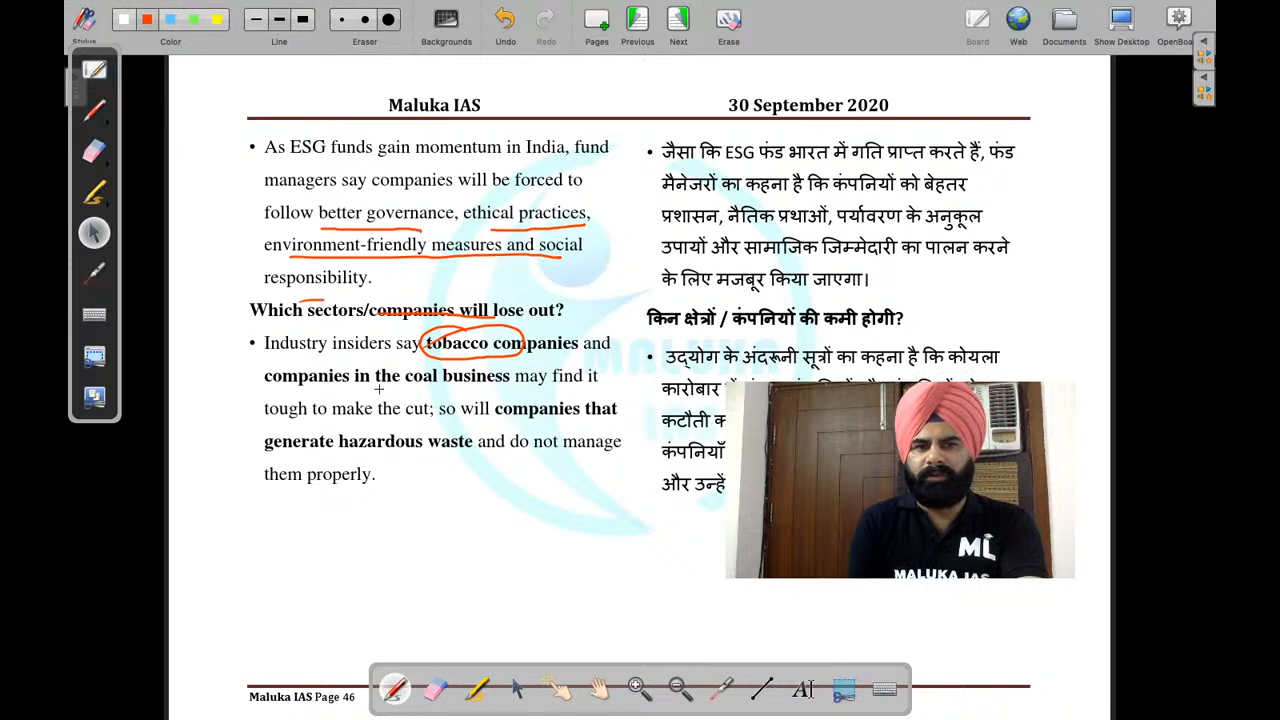 Stylus
Color
Line
Eraser
Backgrounds
Undo
Redo
Pages
Previous
Next
Erase
Board
Web
Documents
Show Desktop
OpenBoa
Maluka IAS
30 September 2020
• As ESG funds gain momentum in India, fund
managers say companies will be forced to
follow better governance, ethical practices,
environment-friendly measures and social
responsibility.
Which sectors/companies will lose out?
• Industry insiders say tobacco companies and
companies in the coal business may find it
tough to make the cut; so will companies that
generate hazardous waste and do not manage
them properly.
• जैसा कि ESG फंड भारत में गति प्राप्त करते हैं, फंड
मैनेजरों का कहना है कि कंपनियों को बेहतर
प्रशासन, नैतिक प्रथाओं, पर्यावरण के अनुकूल
उपायों और सामाजिक जिम्मेदारी का पालन करने
के लिए मजबूर किया जाएगा।
किन क्षेत्रों / कंपनियों की कमी होगी?
• उद्योग के अंदरूनी सूत्रों का कहना है कि कोयला
कारोबार
कटौती
कंपनियाँ
और उन्हें
MALUKA
ML
MALUKA IAS
Maluka IAS Page 46